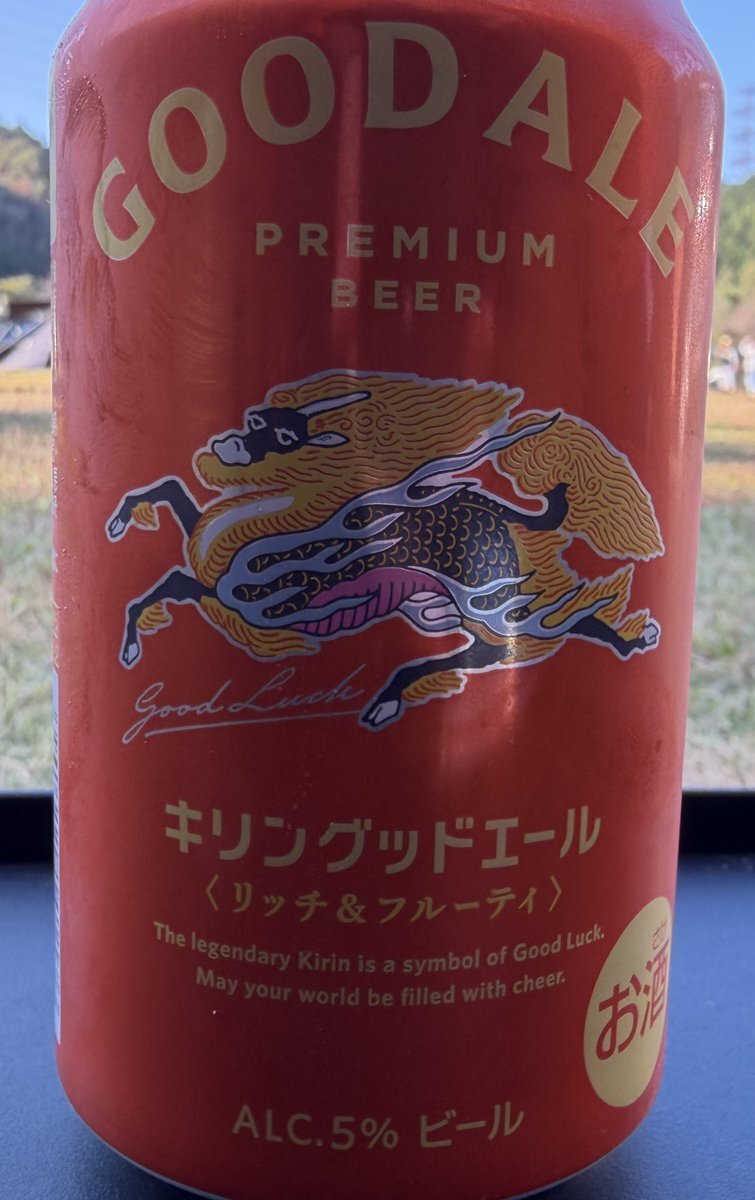 GOOD ALE
PREMIUM
BEER
Good Luck
キリングッドエール
〈リッチ&フルーティ〉
The legendary Kirin is a symbol of Good Luck.
May your world be filled with cheer.
お酒
ALC.5% ビール